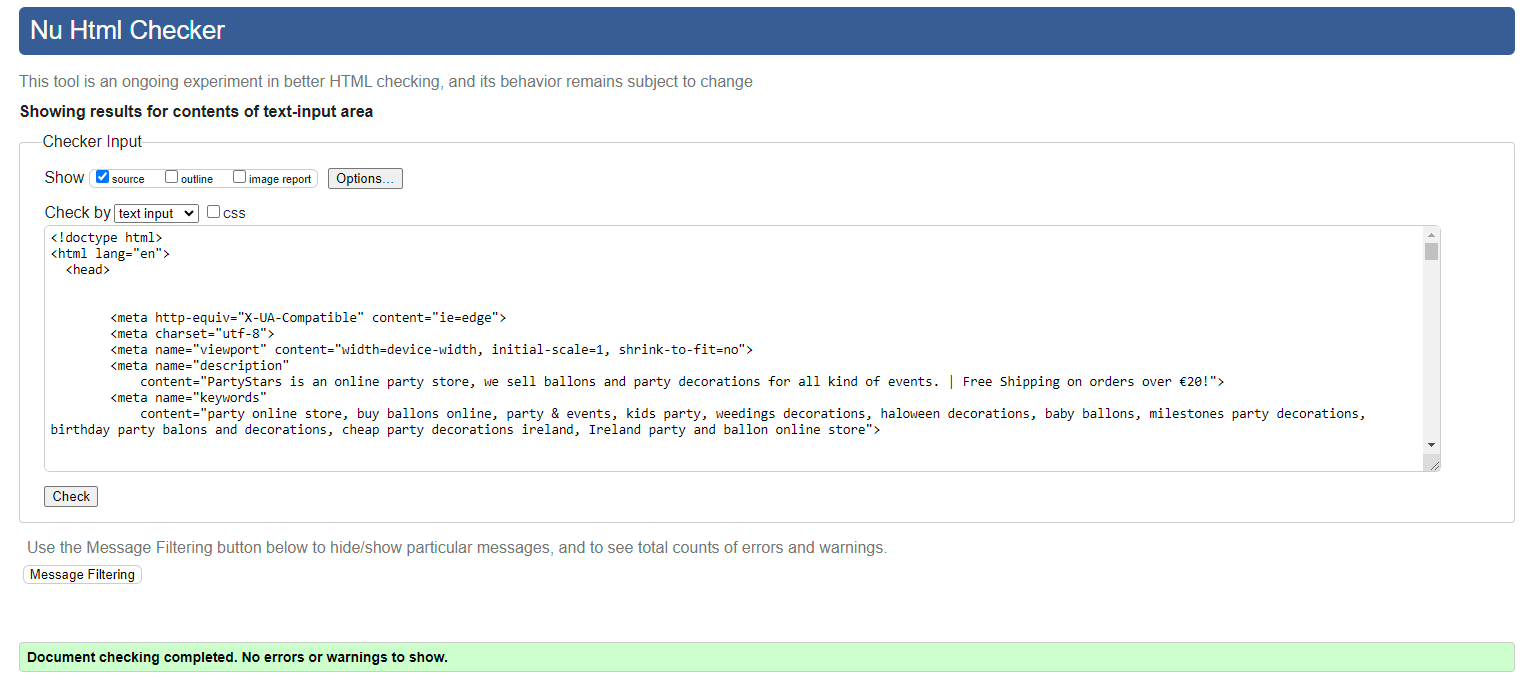 Nu Html Checker
This tool is an ongoing experiment in better HTML checking, and its behavior remains subject to change
Showing results for contents of text-input area
Checker Input
Show source outline image report Options...
Check by text input css
<!doctype html>
<html lang="en">
<head>
<meta http-equiv="X-UA-Compatible" content="ie=edge">
<meta charset="utf-8">
<meta name="viewport" content="width=device-width, initial-scale=1, shrink-to-fit=no">
<meta name="description"
content="PartyStars is an online party store, we sell ballons and party decorations for all kind of events. | Free Shipping on orders over €20!">
<meta name="keywords"
content="party online store, buy ballons online, party & events, kids party, weedings decorations, haloween decorations, baby ballons, milestones party decorations,
birthday party balons and decorations, cheap party decorations ireland, Ireland party and ballon online store">
Check
Use the Message Filtering button below to hide/show particular messages, and to see total counts of errors and warnings.
Message Filtering
Document checking completed. No errors or warnings to show.